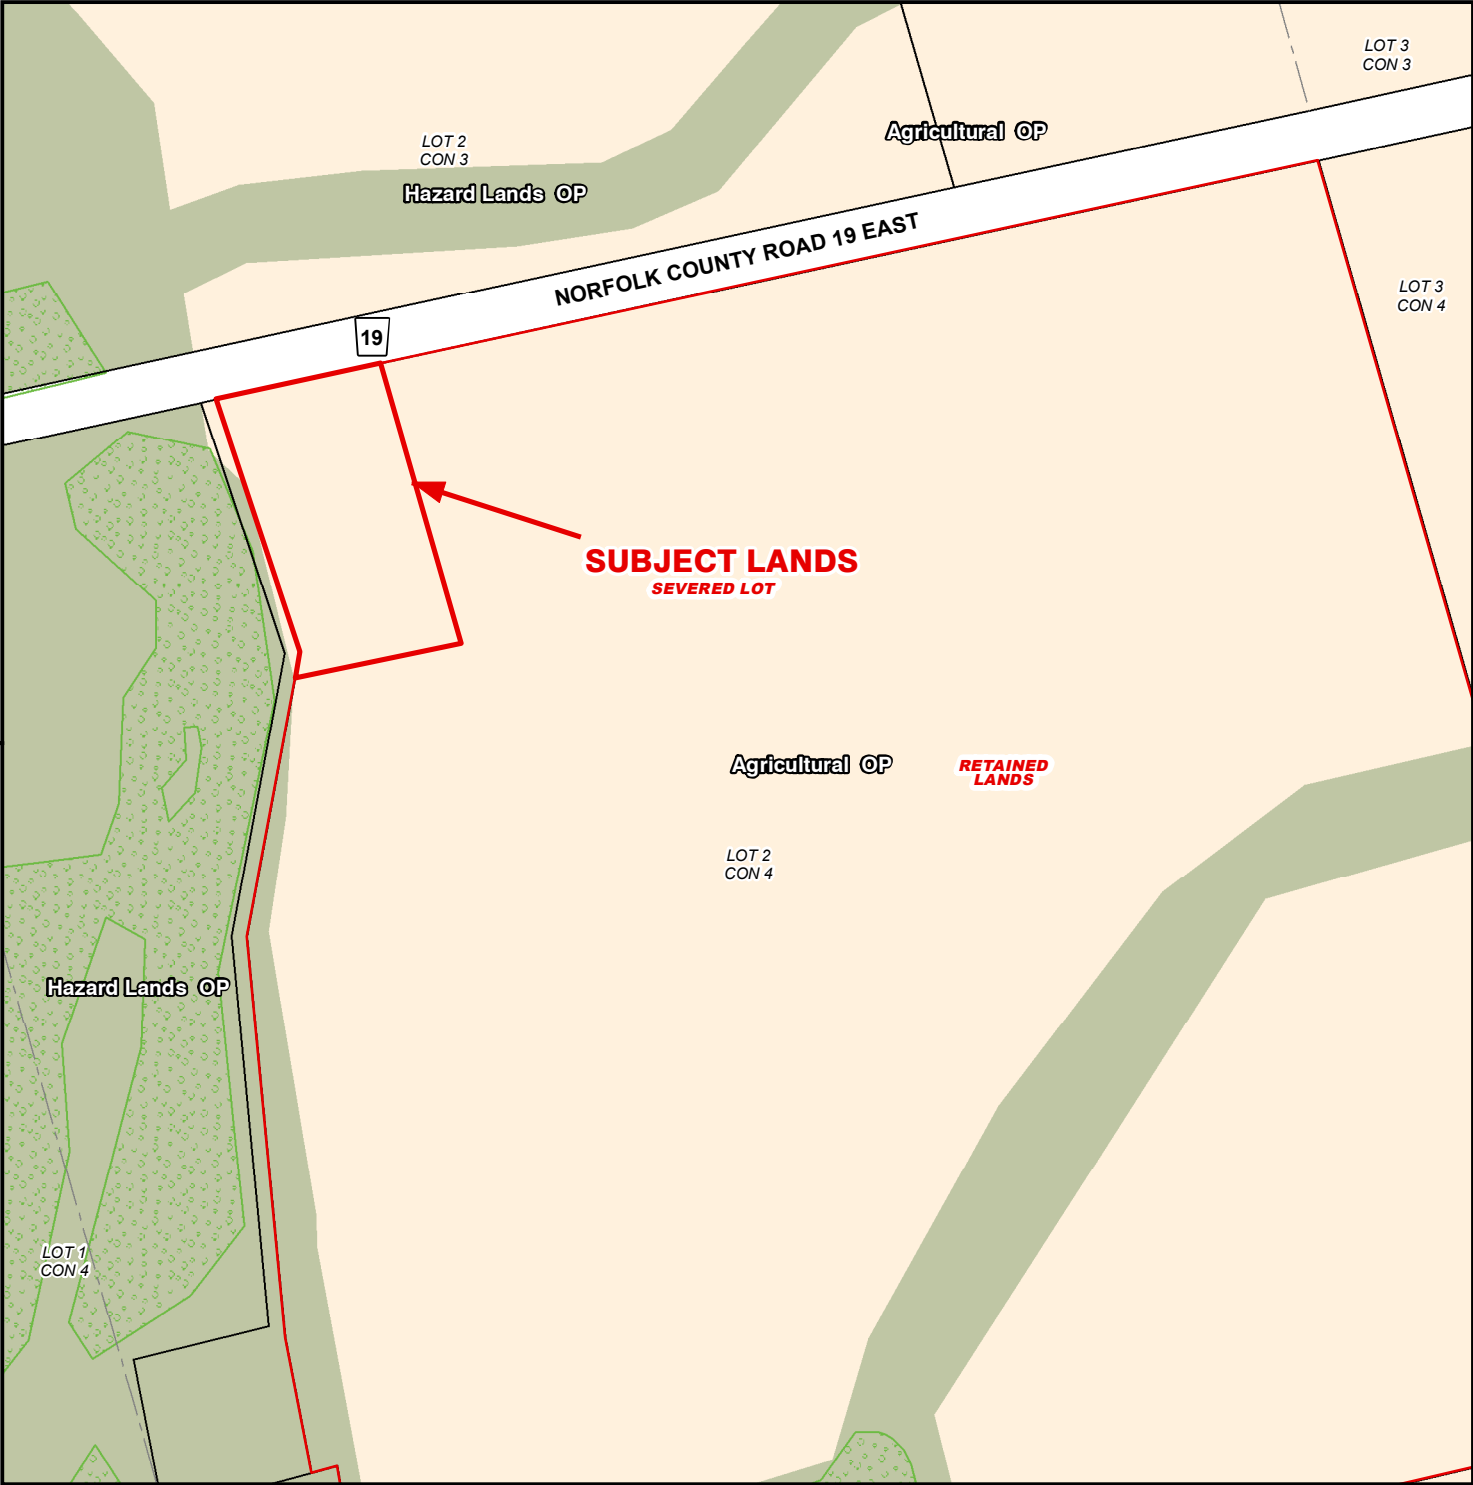 LOT 3
CON 3
Agricultural OP
LOT 2
CON 3
Hazard Lands OP
NORFOLK COUNTY ROAD 19 EAST
LOT 3
CON 4
19
SUBJECT LANDS
SEVERED LOT
Agricultural OP
RETAINED
LANDS
LOT 2
CON 4
Hazard Lands OP
LOT 1
CON 4